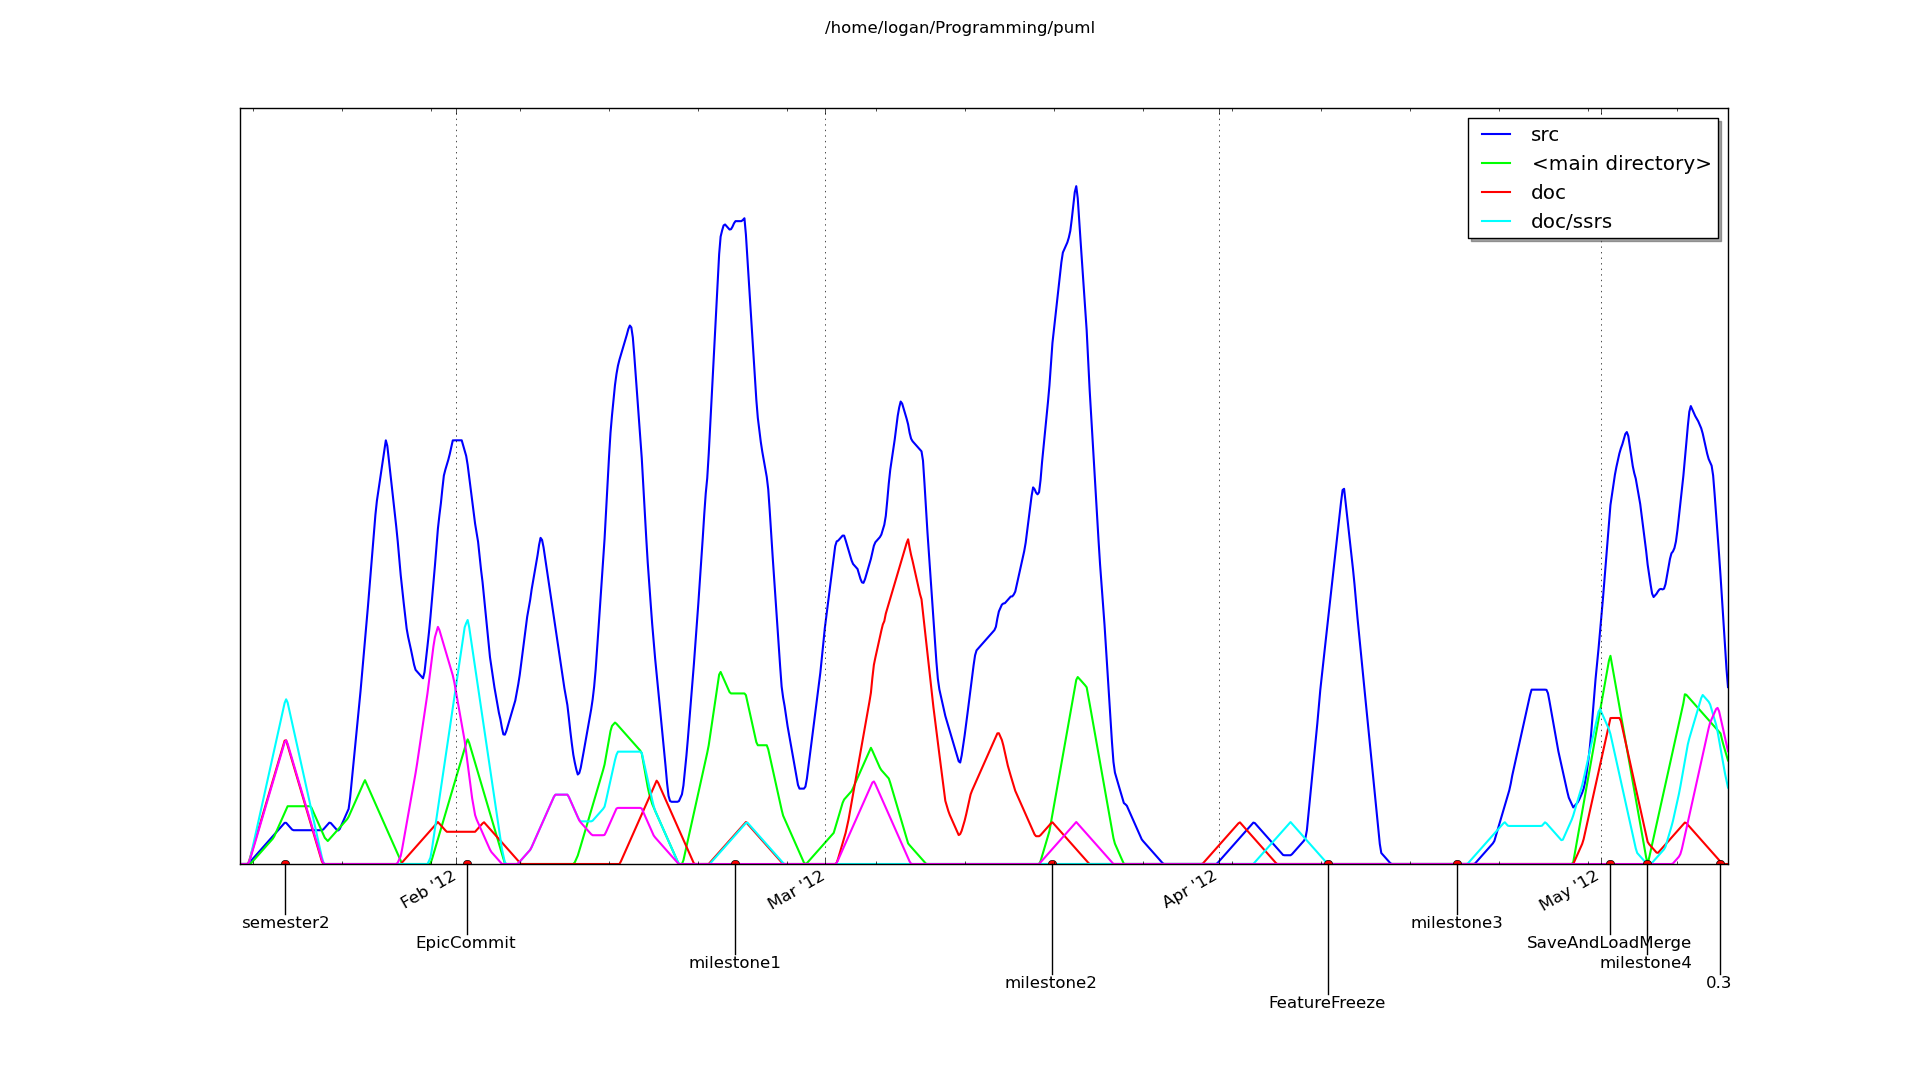 /home/logan/Programming/puml
src
<main directory>
doc
doc/ssrs
Feb '12
Mar '12
Apr '12
May '12
semester2
milestone3
EpicCommit
SaveAndLoadMerge
milestone1
milestone4
milestone2
0.3
FeatureFreeze